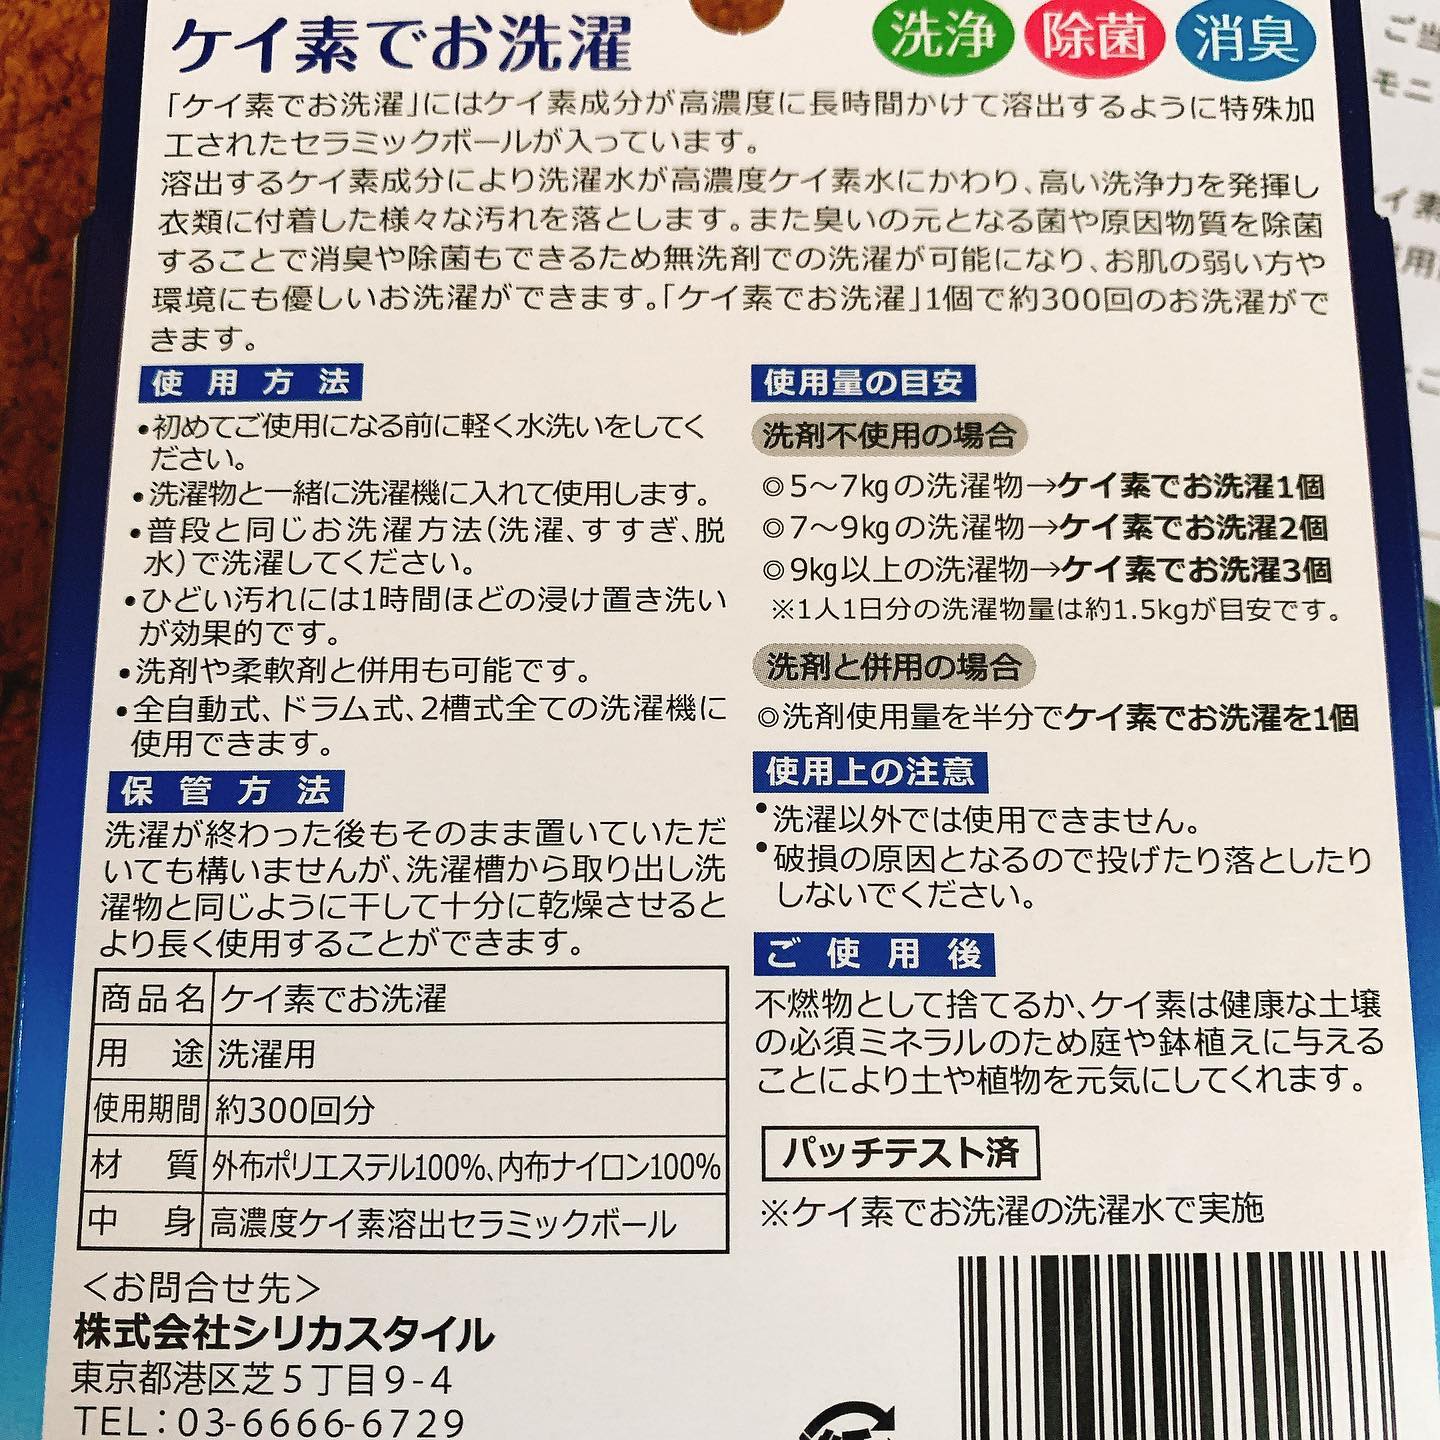 ケイ素でお洗濯
洗浄 除菌 消臭
「ケイ素でお洗濯」にはケイ素成分が高濃度に長時間かけて溶出するように特殊加
工されたセラミックボールが入っています。
溶出するケイ素成分により洗濯水が高濃度ケイ素水にかわり、高い洗浄力を発揮し
衣類に付着した様々な汚れを落とします。また臭いの元となる菌や原因物質を除菌
することで消臭や除菌もできるため無洗剤での洗濯が可能になり、お肌の弱い方や
環境にも優しいお洗濯ができます。「ケイ素でお洗濯」1個で約300回のお洗濯がで
きます。
使用方法
•初めてご使用になる前に軽く水洗いをしてく
ださい。
•洗濯物と一緒に洗濯機に入れて使用します。
•普段と同じお洗濯方法(洗濯、すすぎ、脱
水)で洗濯してください。
•ひどい汚れには1時間ほどの浸け置き洗い
が効果的です。
•洗剤や柔軟剤と併用も可能です。
•全自動式、ドラム式、2槽式全ての洗濯機に
使用できます。
保管方法
洗濯が終わった後もそのまま置いていただ
いても構いませんが、洗濯槽から取り出し洗
濯物と同じように干して十分に乾燥させると
より長く使用することができます。
商品名 ケイ素でお洗濯
用途 洗濯用
使用期間 約300回分
材質 外布ポリエステル100%、内布ナイロン100%
中身 高濃度ケイ素溶出セラミックボール
<お問合せ先>
株式会社シリカスタイル
東京都港区芝5丁目9-4
TEL:03-6666-6729
使用量の目安
洗剤不使用の場合
◎5〜7kgの洗濯物→ケイ素でお洗濯1個
◎7〜9kgの洗濯物→ケイ素でお洗濯2個
◎9kg以上の洗濯物→ケイ素でお洗濯3個
※1人1日分の洗濯物量は約1.5kgが目安です。
洗剤と併用の場合
◎洗剤使用量を半分でケイ素でお洗濯を1個
使用上の注意
•洗濯以外では使用できません。
•破損の原因となるので投げたり落としたり
しないでください。
ご使用後
不燃物として捨てるか、ケイ素は健康な土壌
の必須ミネラルのため庭や鉢植えに与える
ことにより土や植物を元気にしてくれます。
パッチテスト済
※ケイ素でお洗濯の洗濯水で実施
ご当
モニ
イ素